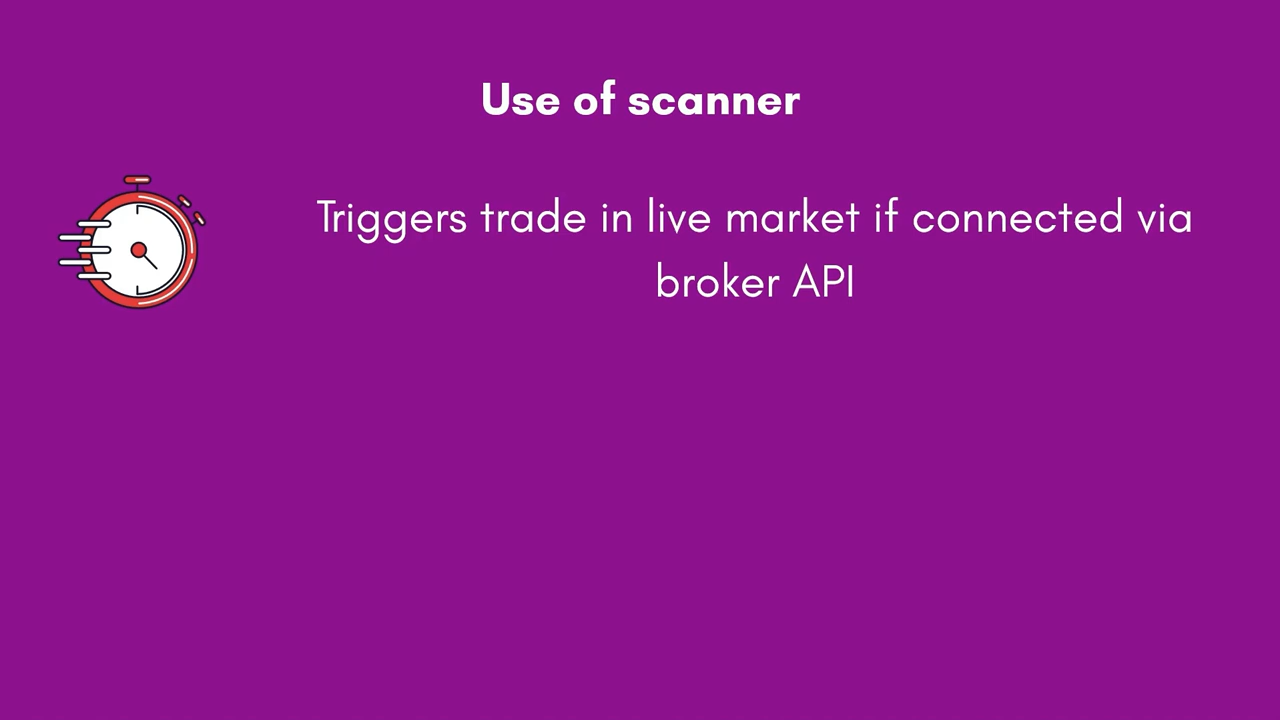 Use of scanner
Triggers trade in live market if connected via
broker API